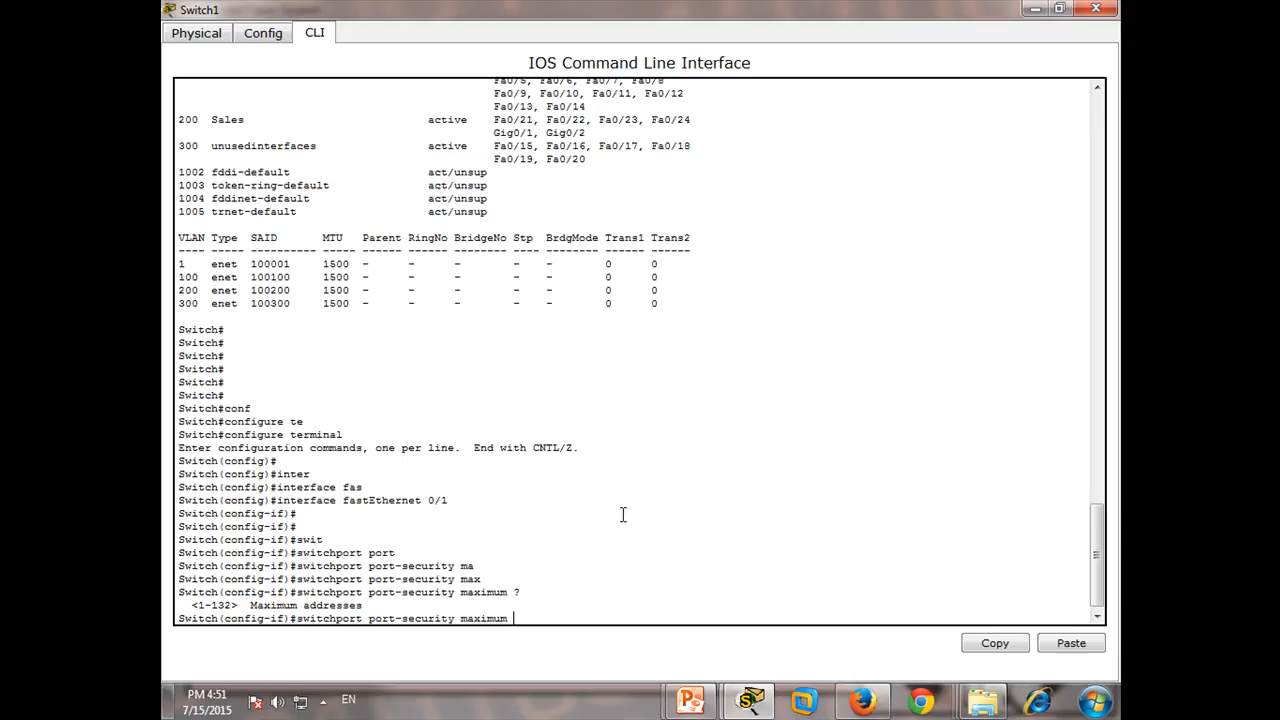 Switch1
Physical Config CLI
IOS Command Line Interface
Fa0/5, Fa0/6, Fa0/7, Fa0/8
Fa0/9, Fa0/10, Fa0/11, Fa0/12
Fa0/13, Fa0/14
200 Sales active Fa0/21, Fa0/22, Fa0/23, Fa0/24
Gig0/1, Gig0/2
300 unusedinterfaces active Fa0/15, Fa0/16, Fa0/17, Fa0/18
Fa0/19, Fa0/20
1002 fddi-default act/unsup
1003 token-ring-default act/unsup
1004 fddinet-default act/unsup
1005 trnet-default act/unsup
VLAN Type SAID MTU Parent RingNo BridgeNo Stp BrdgMode Trans1 Trans2
---- ----- ---------- ----- ------ ------ -------- ---- -------- ------ ------
1 enet 100001 1500 - - - - - 0 0
100 enet 100100 1500 - - - - - 0 0
200 enet 100200 1500 - - - - - 0 0
300 enet 100300 1500 - - - - - 0 0
Switch#
Switch#
Switch#
Switch#
Switch#
Switch#
Switch#conf
Switch#configure te
Switch#configure terminal
Enter configuration commands, one per line. End with CNTL/Z.
Switch(config)#
Switch(config)#inter
Switch(config)#interface fas
Switch(config)#interface fastEthernet 0/1
Switch(config-if)#
Switch(config-if)#
Switch(config-if)#swit
Switch(config-if)#switchport port
Switch(config-if)#switchport port-security ma
Switch(config-if)#switchport port-security max
Switch(config-if)#switchport port-security maximum ?
<1-132> Maximum addresses
Switch(config-if)#switchport port-security maximum
Copy Paste
PM 4:51
7/15/2015
EN